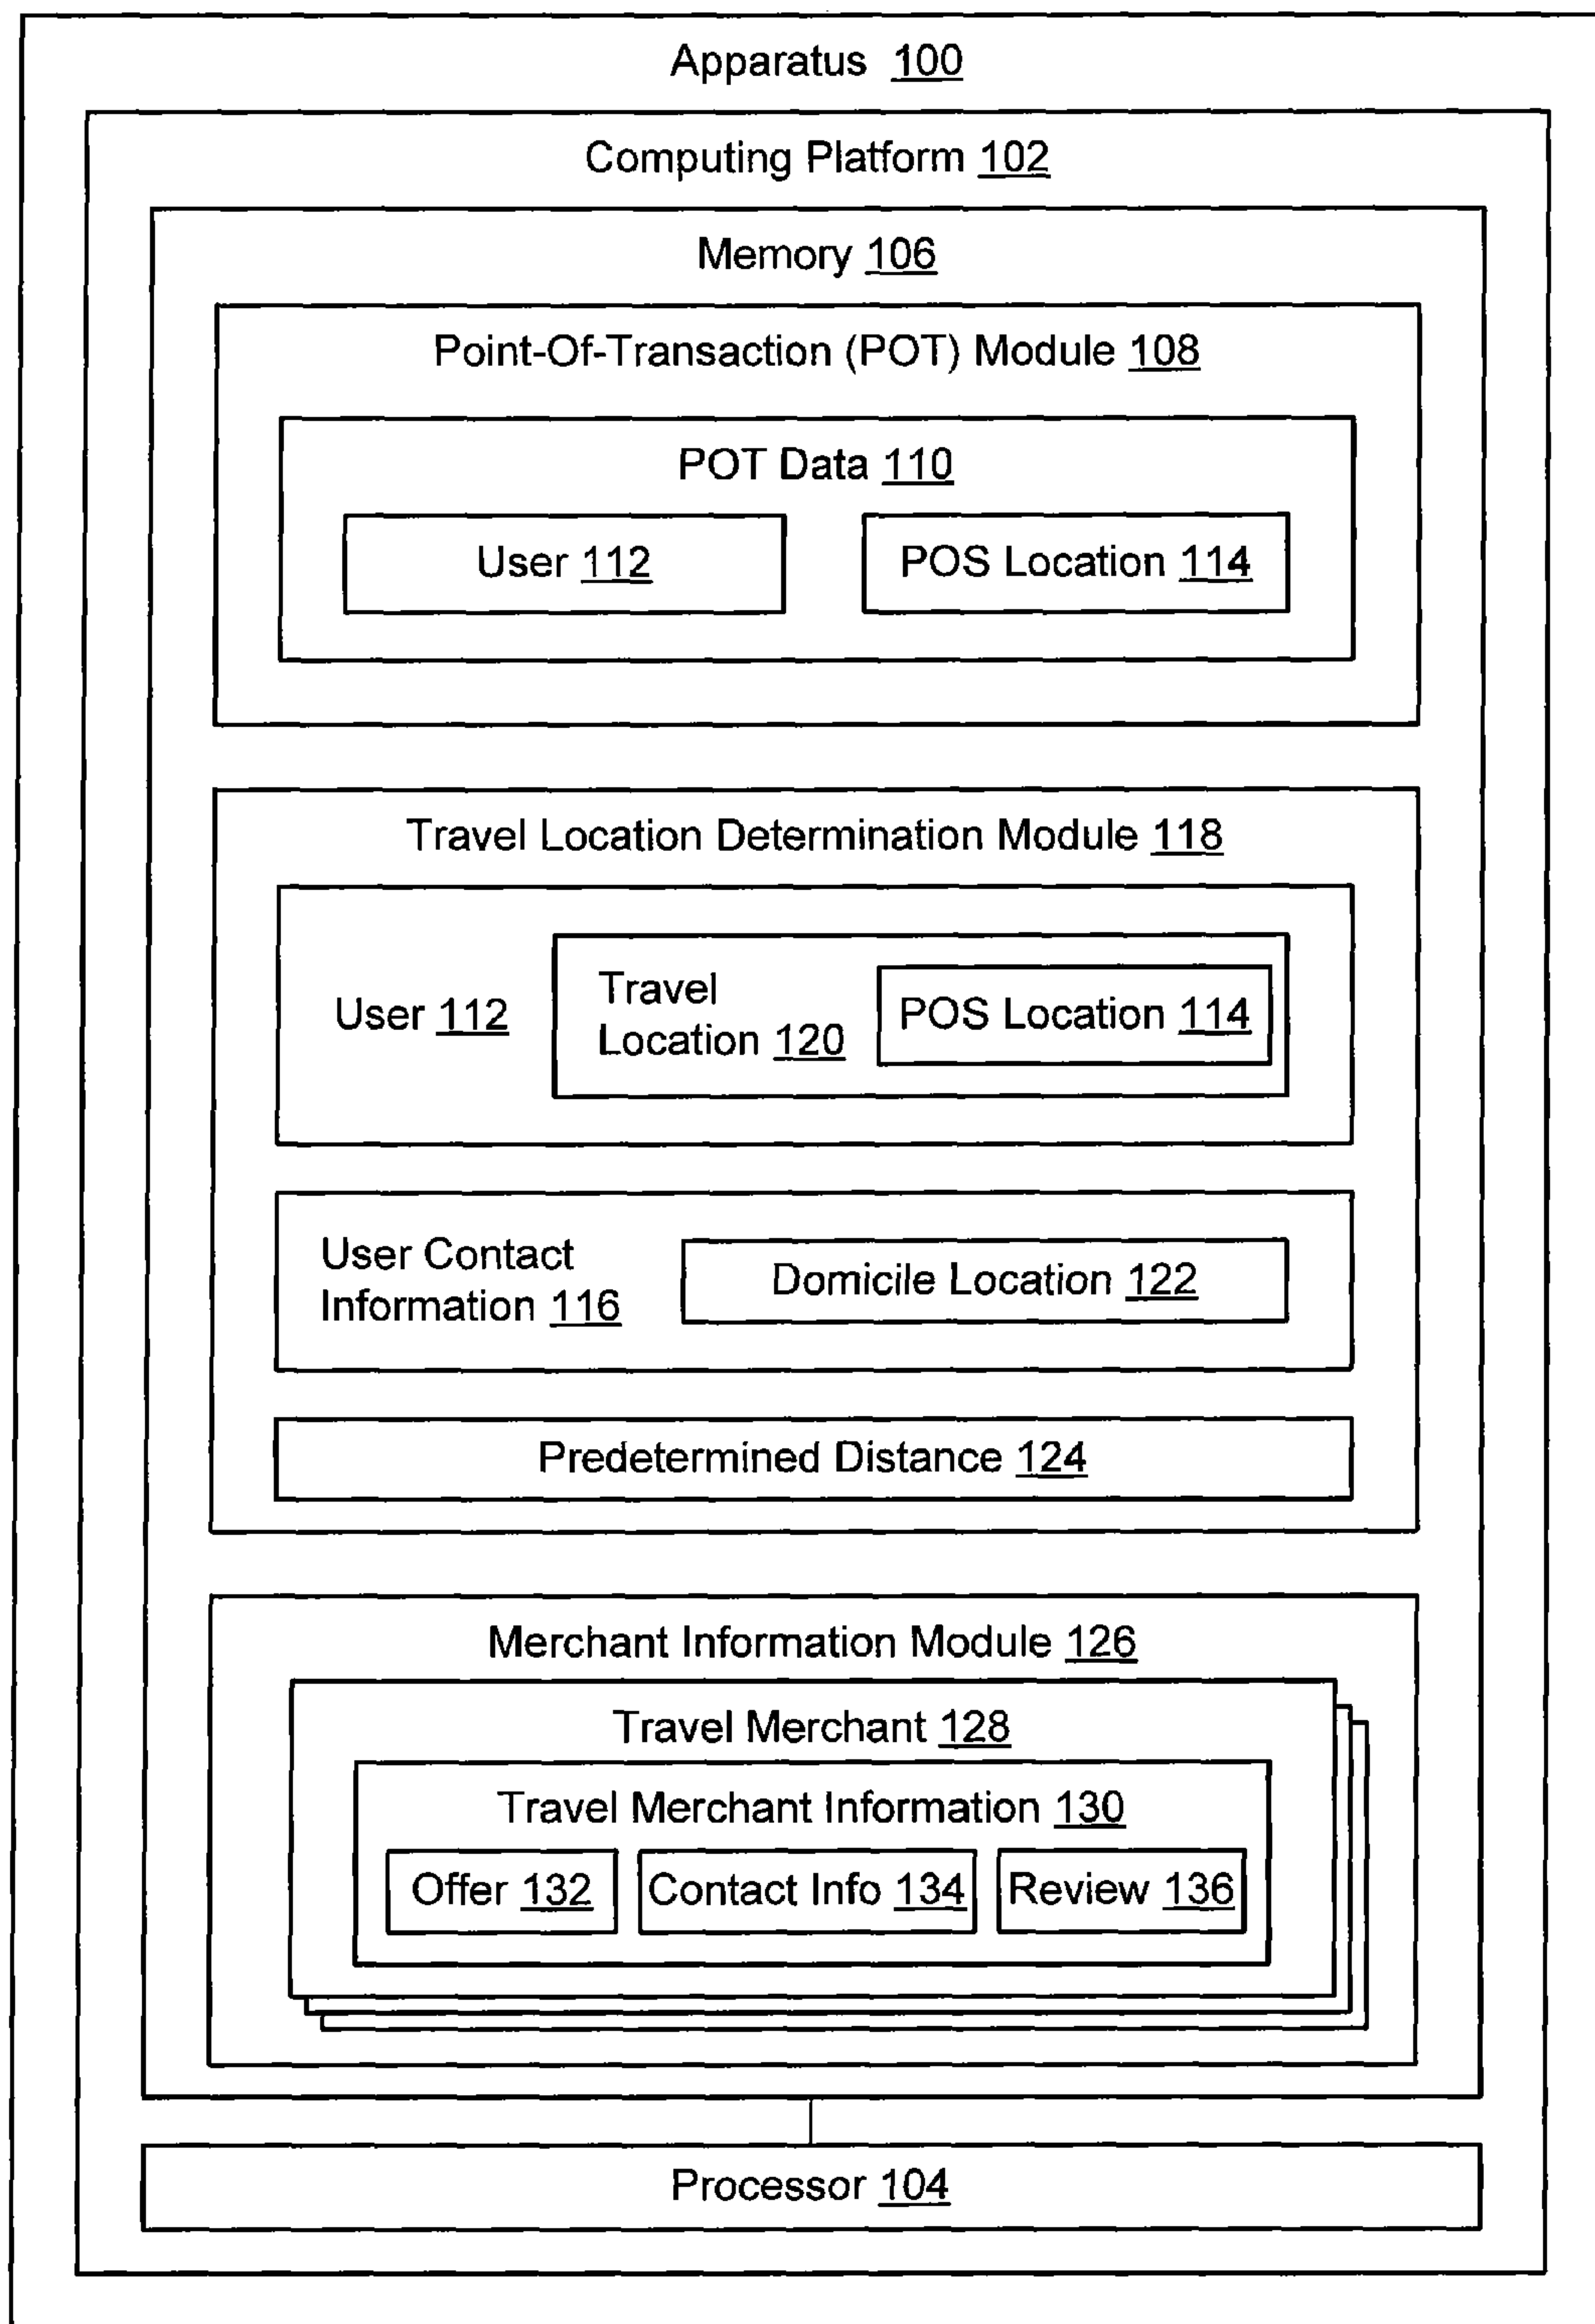 Apparatus 100
Computing Platform 102
Memory 106
Point-Of-Transaction (POT) Module 108
POT Data 110
User 112
POS Location 114
Travel Location Determination Module 118
User 112
Travel
Location 120
POS Location 114
User Contact
Information 116
Domicile Location 122
Predetermined Distance 124
Merchant Information Module 126
Travel Merchant 128
Travel Merchant Information 130
Offer 132
Contact Info 134
Review 136
Processor 104